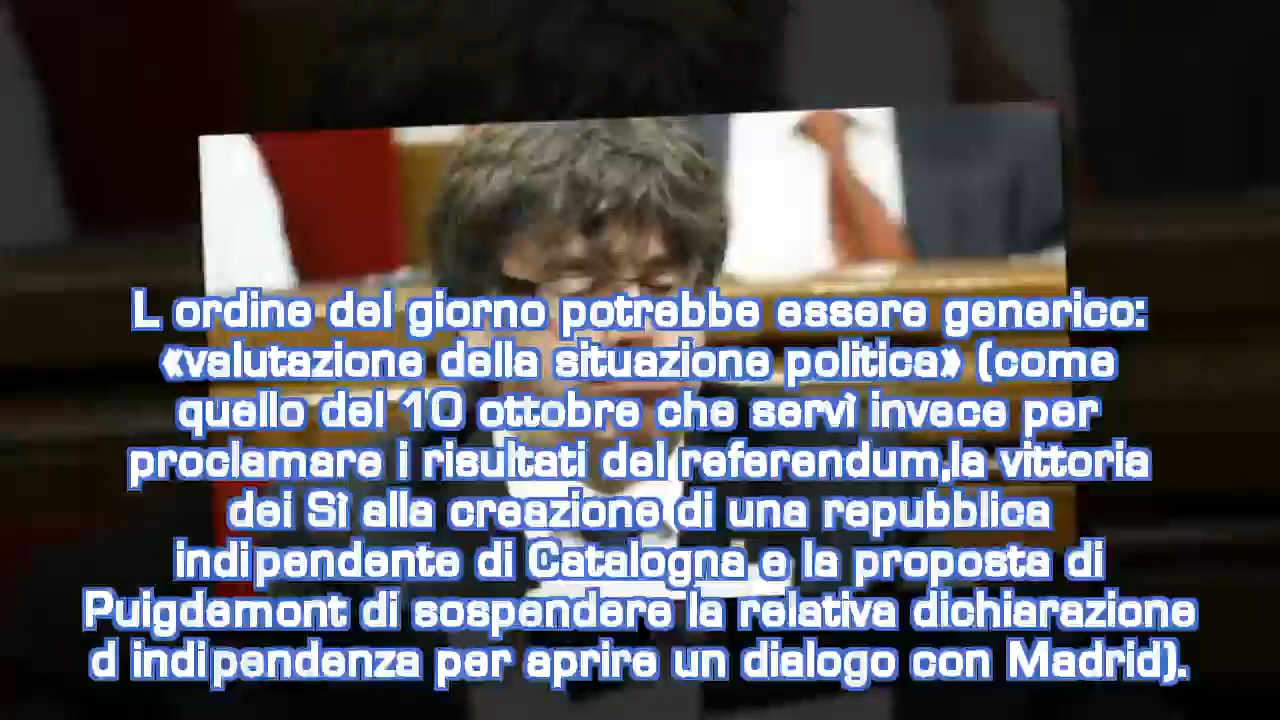 L ordine del giorno potrebbe essere generico:
«valutazione della situazione politica» (come
quello del 10 ottobre che servì invece per
proclamare i risultati del referendum,la vittoria
dei Sì alla creazione di una repubblica
indipendente di Catalogna e la proposta di
Puigdemont di sospendere la relativa dichiarazione
d indipendenza per aprire un dialogo con Madrid).